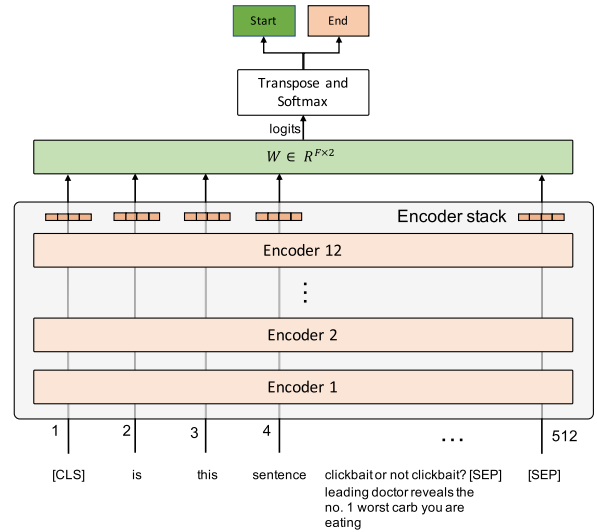 Start End
Transpose and
Softmax
logits
W ∈ R^{F×2}
Encoder stack
Encoder 12
Encoder 2
Encoder 1
1 2 3 4 ... 512
[CLS] is this sentence clickbait or not clickbait? [SEP] [SEP]
leading doctor reveals the
no. 1 worst carb you are
eating